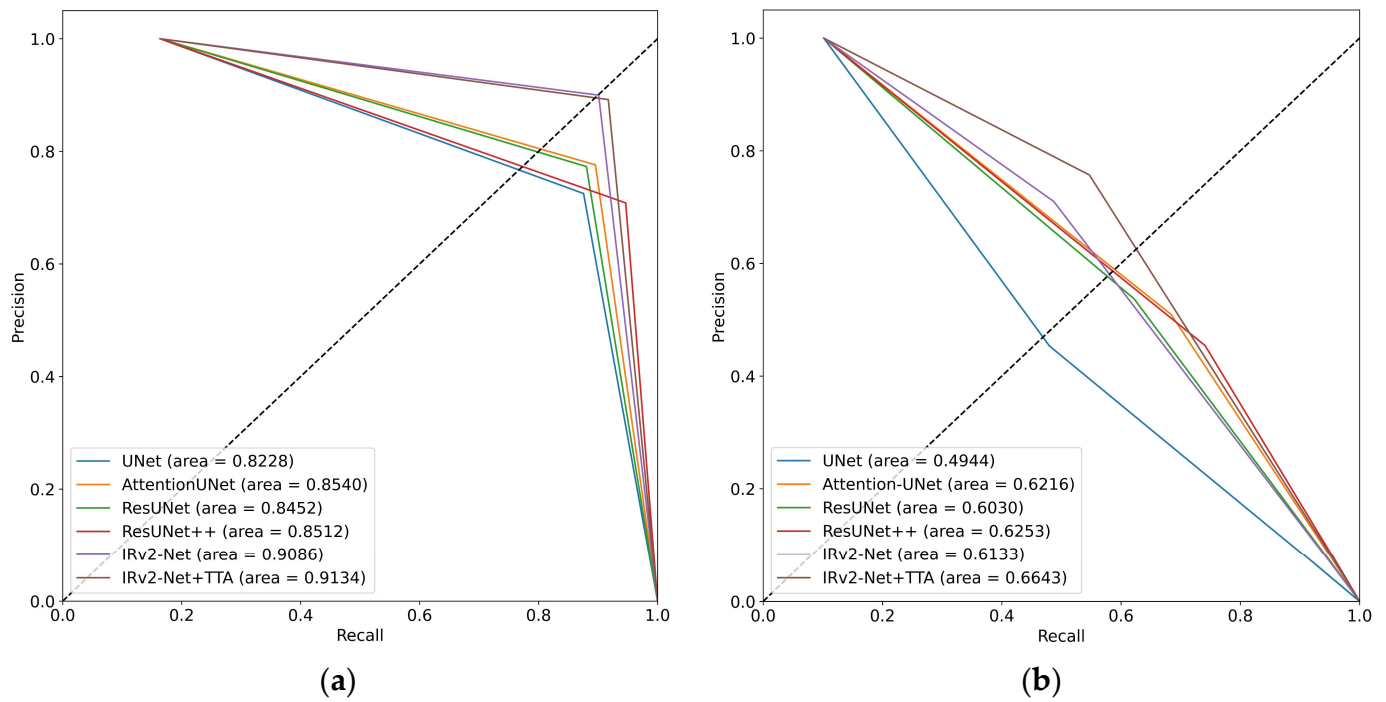 1.0
0.8
0.6
0.4
0.2
0.0
Precision
0.0 0.2 0.4 0.6 0.8 1.0
Recall
UNet (area = 0.8228)
AttentionUNet (area = 0.8540)
ResUNet (area = 0.8452)
ResUNet++ (area = 0.8512)
IRv2-Net (area = 0.9086)
IRv2-Net+TTA (area = 0.9134)
(a)
1.0
0.8
0.6
0.4
0.2
0.0
Precision
0.0 0.2 0.4 0.6 0.8 1.0
Recall
UNet (area = 0.4944)
Attention-UNet (area = 0.6216)
ResUNet (area = 0.6030)
ResUNet++ (area = 0.6253)
IRv2-Net (area = 0.6133)
IRv2-Net+TTA (area = 0.6643)
(b)